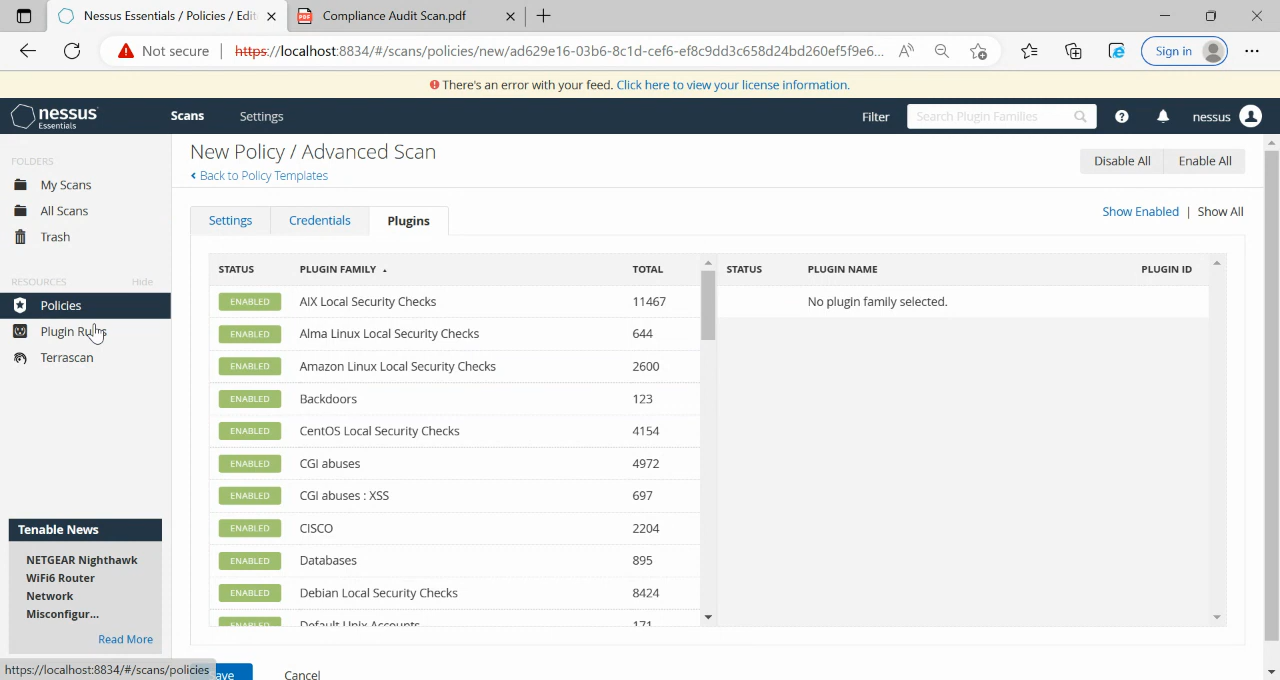 Nessus Essentials / Policies / Edit
Compliance Audit Scan.pdf
Not secure
https://localhost:8834/#/scans/policies/new/ad629e16-03b6-8c1d-cef6-ef8c9dd3c658d24bd260ef5f9e6...
Sign in
There's an error with your feed. Click here to view your license information.
nessus
Essentials
Scans
Settings
Filter
Search Plugin Families
nessus
FOLDERS
My Scans
All Scans
Trash
RESOURCES
Hide
Policies
Plugin Rules
Terrascan
Tenable News
NETGEAR Nighthawk
WiFi6 Router
Network
Misconfigur...
Read More
https://localhost:8834/#/scans/policies
New Policy / Advanced Scan
Back to Policy Templates
Disable All
Enable All
Settings
Credentials
Plugins
Show Enabled | Show All
STATUS PLUGIN FAMILY TOTAL
ENABLED AIX Local Security Checks 11467
ENABLED Alma Linux Local Security Checks 644
ENABLED Amazon Linux Local Security Checks 2600
ENABLED Backdoors 123
ENABLED CentOS Local Security Checks 4154
ENABLED CGI abuses 4972
ENABLED CGI abuses : XSS 697
ENABLED CISCO 2204
ENABLED Databases 895
ENABLED Debian Local Security Checks 8424
ENABLED Default Unix Accounts 171
STATUS PLUGIN NAME PLUGIN ID
No plugin family selected.
ave
Cancel